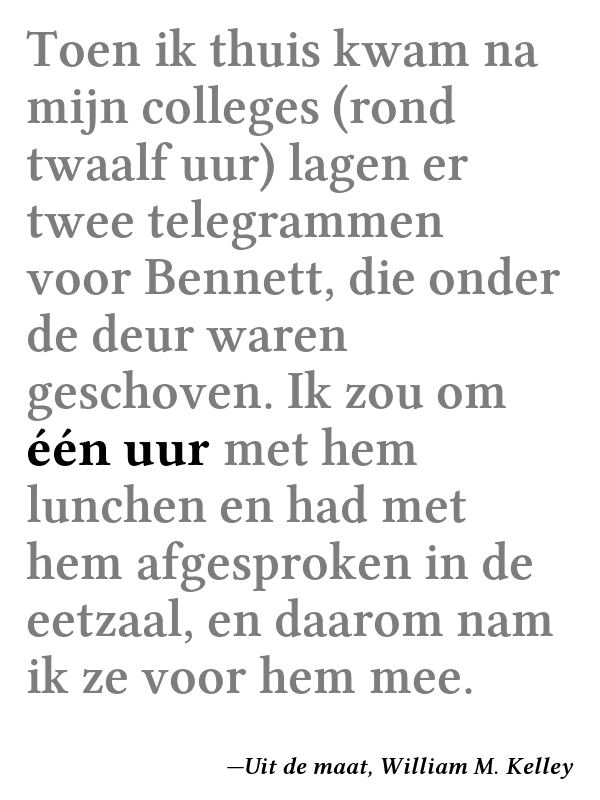 Toen ik thuis kwam na
mijn colleges (rond
twaalf uur) lagen er
twee telegrammen
voor Bennett, die onder
de deur waren
geschoven. Ik zou om
één uur met hem
lunchen en had met
hem afgesproken in de
eetzaal, en daarom nam
ik ze voor hem mee.
—Uit de maat, William M. Kelley